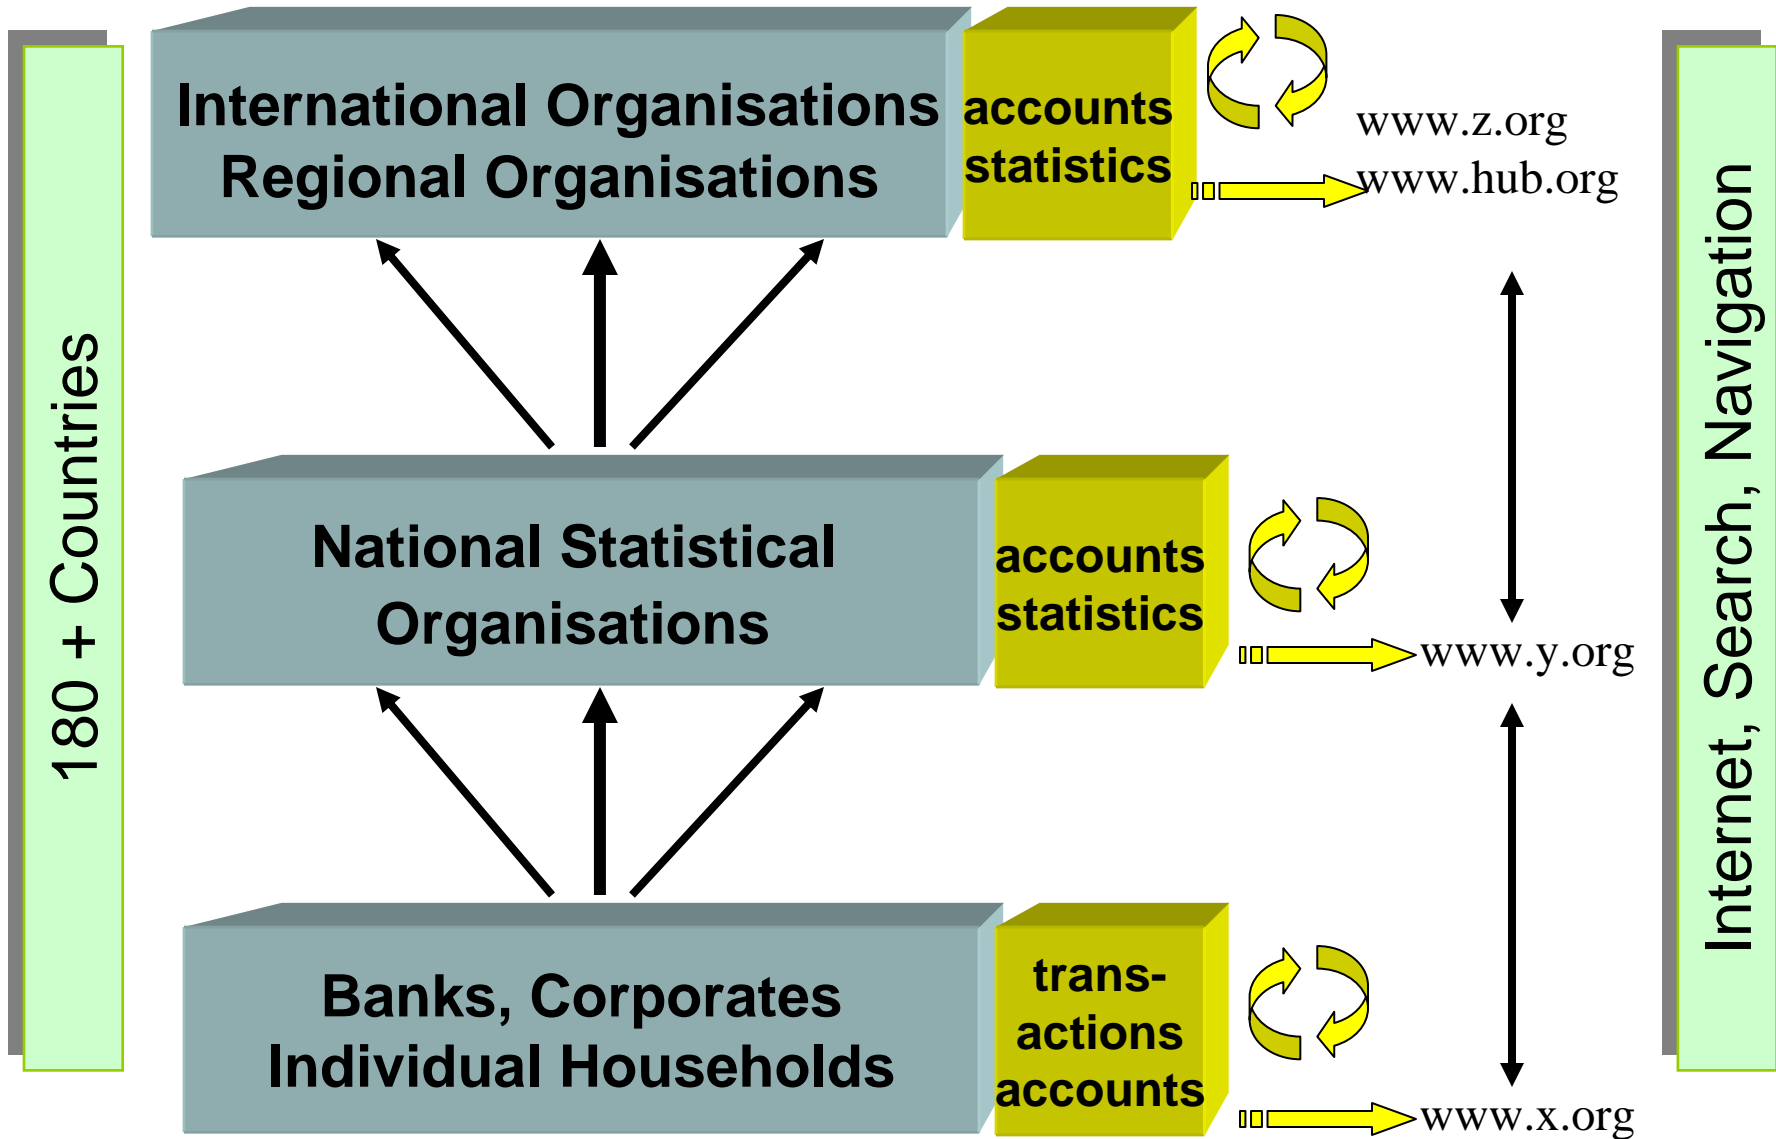 180 + Countries
International Organisations
Regional Organisations
accounts
statistics
www.z.org
www.hub.org
National Statistical
Organisations
accounts
statistics
www.y.org
Banks, Corporates
Individual Households
trans-
actions
accounts
www.x.org
Internet, Search, Navigation